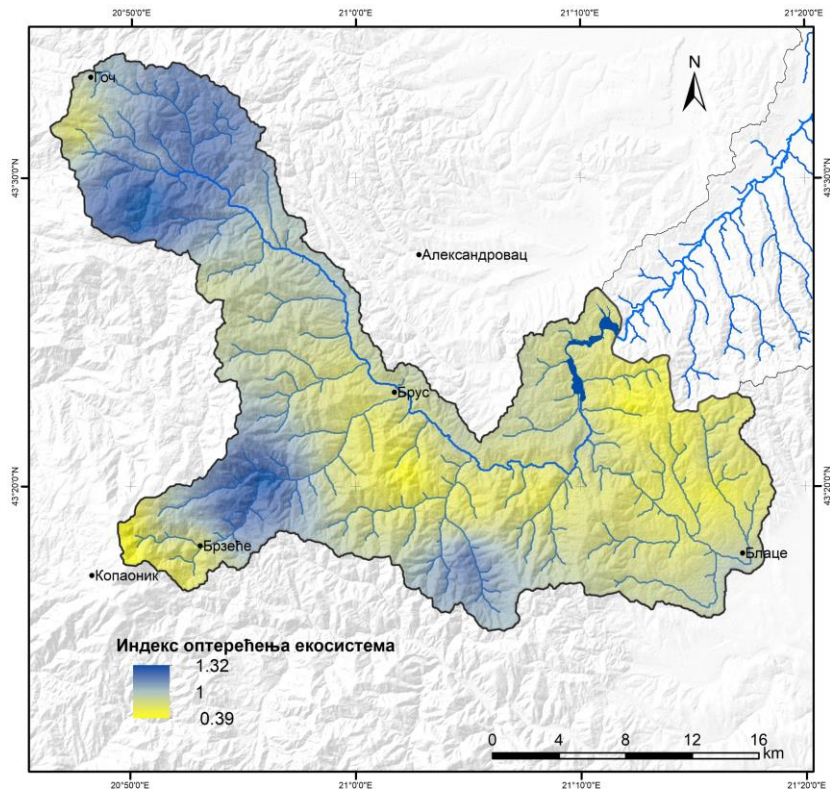 20°50'0"E
21°0'0"E
21°10'0"E
21°20'0"E
Гоч
N
43°30'0"N
43°30'0"N
Александровац
Брус
43°20'0"N
43°20'0"N
Брзеће
Блаце
Копаоник
Индекс оптерећења екосистема
1.32
1
0.39
0 4 8 12 16
km
20°50'0"E
21°0'0"E
21°10'0"E
21°20'0"E